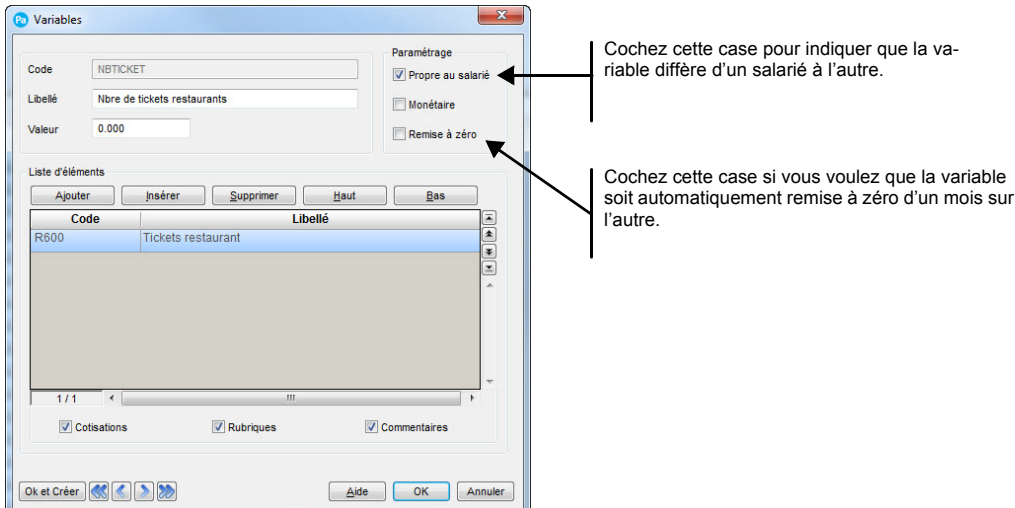 Pa Variables
Code NBTICKET
Libellé Nbre de tickets restaurants
Valeur 0.000
Paramétrage
Propre au salarié
Monétaire
Remise à zéro
Cochez cette case pour indiquer que la va-
riable diffère d'un salarié à l'autre.
Cochez cette case si vous voulez que la variable
soit automatiquement remise à zéro d'un mois sur
l'autre.
Liste d'éléments
Ajouter Insérer Supprimer Haut Bas
Code Libellé
R600 Tickets restaurant
1 / 1
Cotisations Rubriques Commentaires
Ok et Créer Aide OK Annuler